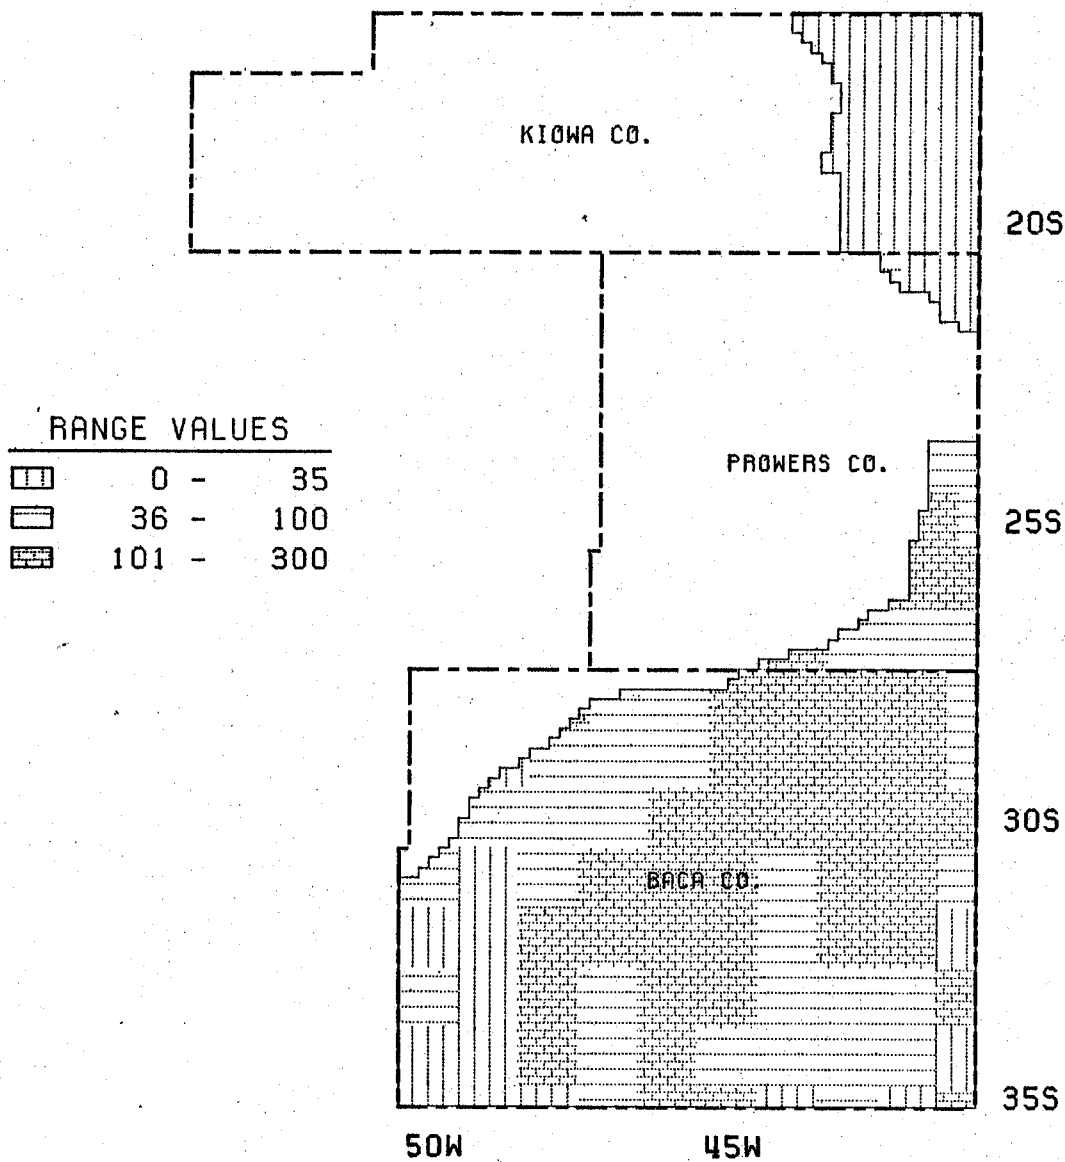 KIOWA CO.
20S
RANGE VALUES
0 - 35
36 - 100
101 - 300
PROWERS CO.
25S
30S
BACA CO.
35S
50W 45W